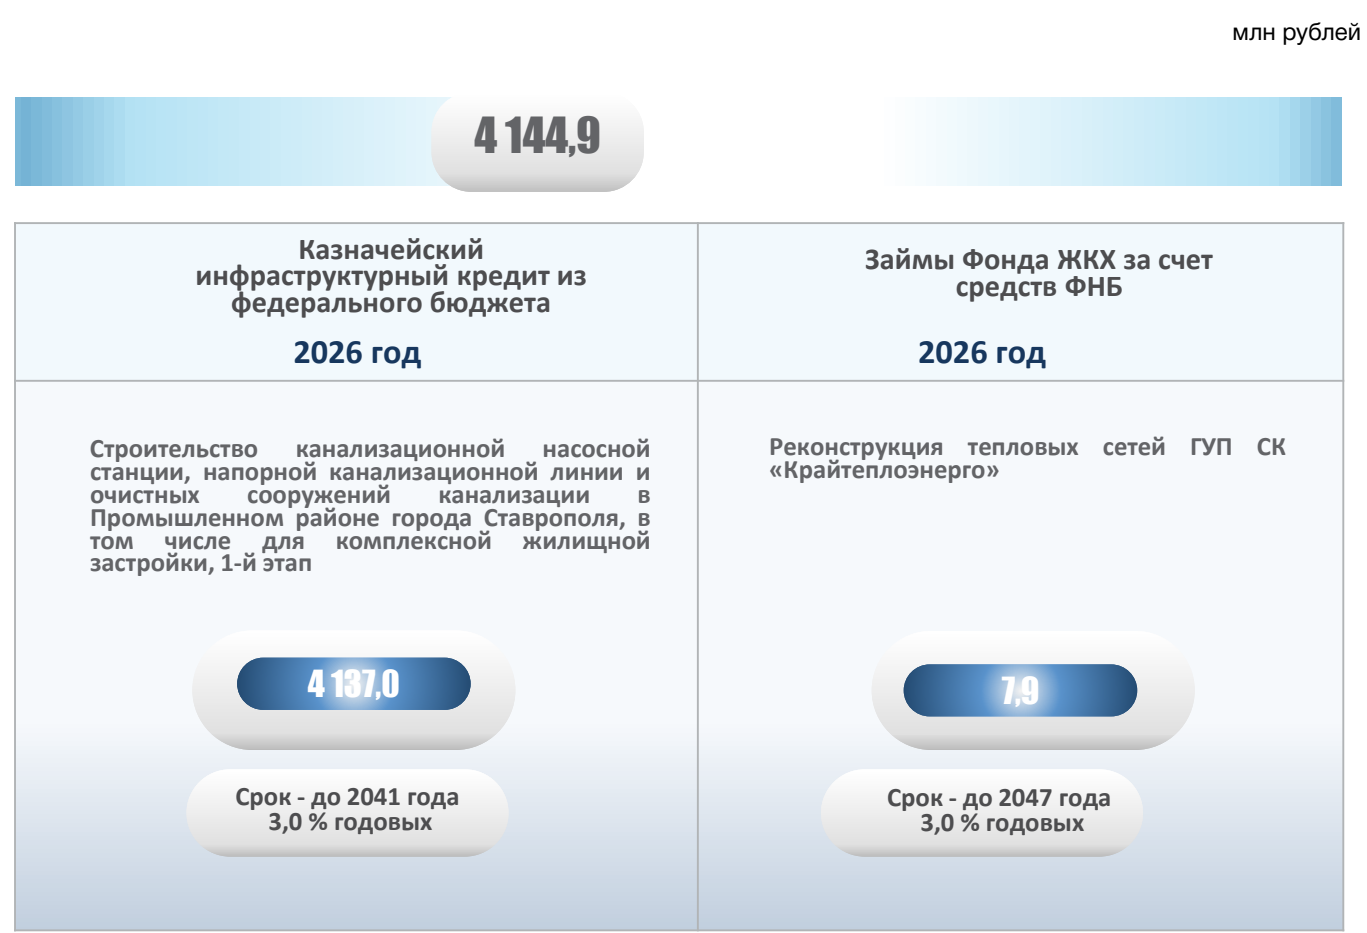 млн рублей
4 144,9
Казначейский
инфраструктурный кредит из
федерального бюджета
2026 год
Займы Фонда ЖКХ за счет
средств ФНБ
2026 год
Строительство канализационной насосной
станции, напорной канализационной линии и
очистных сооружений канализации в
Промышленном районе города Ставрополя, в
том числе для комплексной жилищной
застройки, 1-й этап
4 137,0
Срок - до 2041 года
3,0 % годовых
Реконструкция тепловых сетей ГУП СК
«Крайтеплоэнерго»
7,9
Срок - до 2047 года
3,0 % годовых